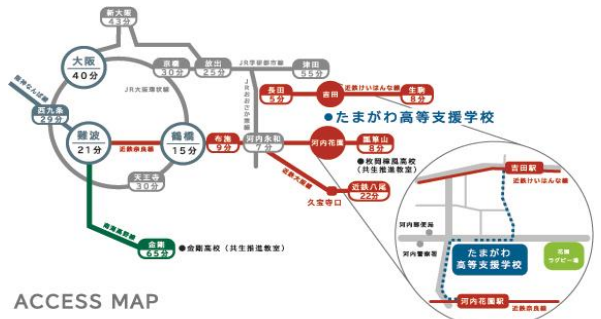 新大阪
43分
大阪
40分
京橋
30分
放出
25分
JR学研都市線
津田
55分
JR大阪環状線
JRおおさか東線
長田
5分
吉田
近鉄けいはんな線
生駒
8分
●たまがわ高等支援学校
西九条
29分
阪神なんば線
難波
21分
近鉄奈良線
鶴橋
15分
布施
9分
河内永和
7分
河内花園
瓢箪山
8分
●枚岡樟風高校
(共生推進教室)
天王寺
30分
近鉄大阪線
久宝寺口
近鉄八尾
22分
南海高野線
金剛
65分
●金剛高校(共生推進教室)
吉田駅
近鉄けいはんな線
河内郵便局
河内警察署
たまがわ
高等支援学校
花園
ラグビー場
河内花園駅
近鉄奈良線
ACCESS MAP